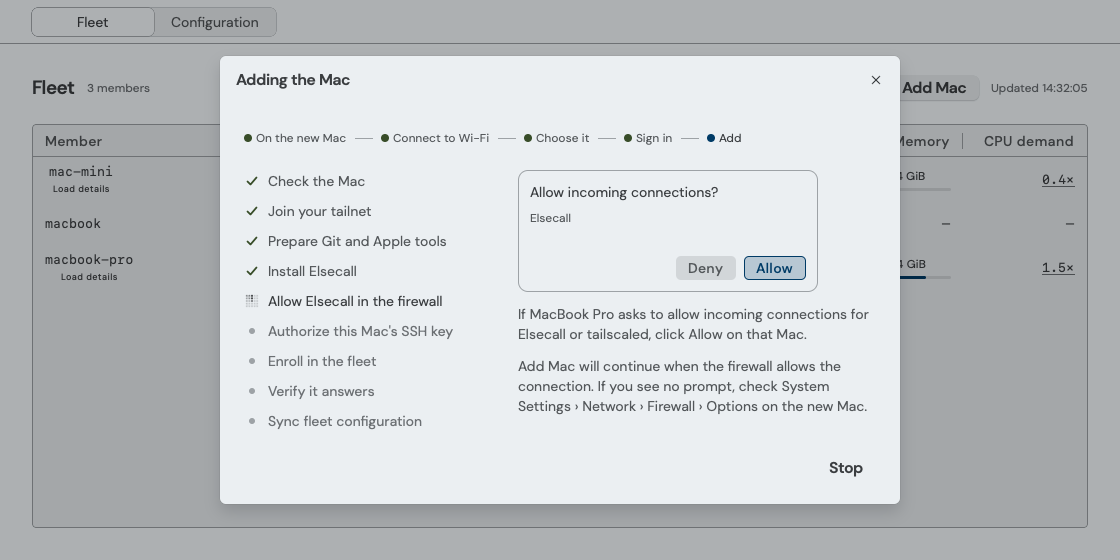 Fleet
Configuration
Fleet
3 members
Add Mac
Updated 14:32:05
Member
Memory
CPU demand
mac-mini
Load details
4 GiB
0.4×
macbook
—
—
macbook-pro
Load details
4 GiB
1.5×
Adding the Mac
On the new Mac
Connect to Wi-Fi
Choose it
Sign in
Add
Check the Mac
Join your tailnet
Prepare Git and Apple tools
Install Elsecall
Allow Elsecall in the firewall
Authorize this Mac's SSH key
Enroll in the fleet
Verify it answers
Sync fleet configuration
Allow incoming connections?
Elsecall
Deny
Allow
If MacBook Pro asks to allow incoming connections for
Elsecall or tailscaled, click Allow on that Mac.
Add Mac will continue when the firewall allows the
connection. If you see no prompt, check System
Settings › Network › Firewall › Options on the new Mac.
Stop